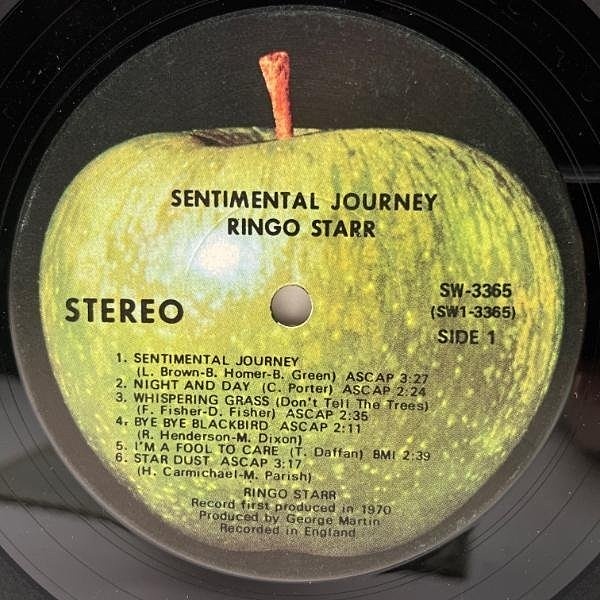 SENTIMENTAL JOURNEY
RINGO STARR
STEREO
SW-3365
(SW1-3365)
SIDE 1
1. SENTIMENTAL JOURNEY
(L. Brown-B. Homer-B. Green) ASCAP 3:27
2. NIGHT AND DAY (C. Porter) ASCAP 2:24
3. WHISPERING GRASS (Don't Tell The Trees)
(F. Fisher-D. Fisher) ASCAP 2:35
4. BYE BYE BLACKBIRD ASCAP 2:11
(R. Henderson-M. Dixon)
5. I'M A FOOL TO CARE (T. Daffan) BMI 2:39
6. STAR DUST ASCAP 3:17
(H. Carmichael-M. Parish)
RINGO STARR
Record first produced in 1970
Produced by George Martin
Recorded in England